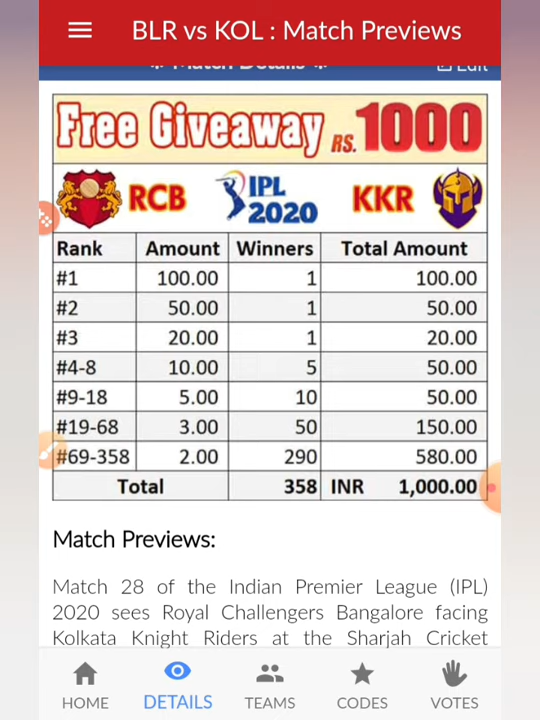 BLR vs KOL : Match Previews
* Match Details *
Edit
Free Giveaway RS. 1000
RCB IPL 2020 KKR
Rank Amount Winners Total Amount
#1 100.00 1 100.00
#2 50.00 1 50.00
#3 20.00 1 20.00
#4-8 10.00 5 50.00
#9-18 5.00 10 50.00
#19-68 3.00 50 150.00
#69-358 2.00 290 580.00
Total 358 INR 1,000.00
Match Previews:
Match 28 of the Indian Premier League (IPL)
2020 sees Royal Challengers Bangalore facing
Kolkata Knight Riders at the Sharjah Cricket
HOME DETAILS TEAMS CODES VOTES